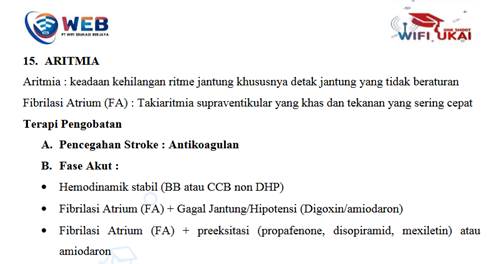 WEB
PT WIFI EDUKASI BERJAYA
ONE SHOOT
WIFI UKAI
15. ARITMIA
Aritmia : keadaan kehilangan ritme jantung khususnya detak jantung yang tidak beraturan
Fibrilasi Atrium (FA) : Takiaritmia supraventikular yang khas dan tekanan yang sering cepat
Terapi Pengobatan
A. Pencegahan Stroke : Antikoagulan
B. Fase Akut :
• Hemodinamik stabil (BB atau CCB non DHP)
• Fibrilasi Atrium (FA) + Gagal Jantung/Hipotensi (Digoxin/amiodaron)
• Fibrilasi Atrium (FA) + preeksitasi (propafenone, disopiramid, mexiletin) atau
amiodaron